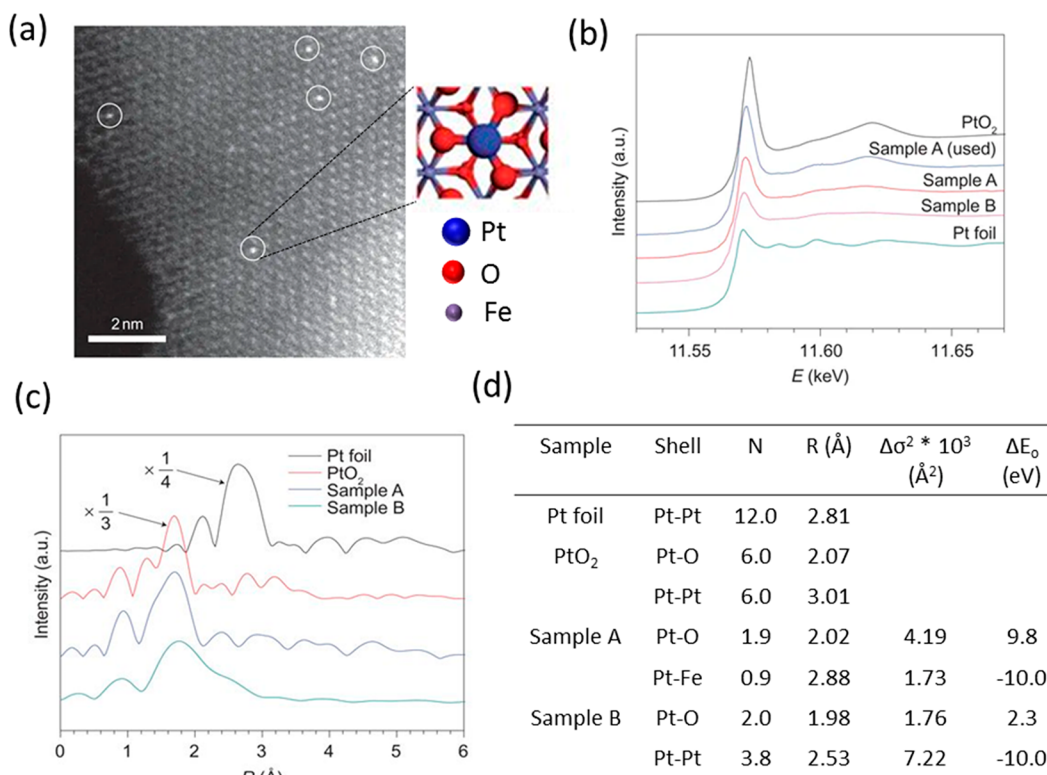 (a)
2 nm
Pt
O
Fe
(b)
Intensity (a.u.)
PtO2
Sample A (used)
Sample A
Sample B
Pt foil
11.55 11.60 11.65
E (keV)
(c)
Intensity (a.u.)
× 1/4
× 1/3
Pt foil
PtO2
Sample A
Sample B
0 1 2 3 4 5 6
R (Å)
(d)
Sample Shell N R (Å) Δσ² * 10³ ΔEo
(Å²) (eV)
Pt foil Pt-Pt 12.0 2.81
PtO2 Pt-O 6.0 2.07
Pt-Pt 6.0 3.01
Sample A Pt-O 1.9 2.02 4.19 9.8
Pt-Fe 0.9 2.88 1.73 -10.0
Sample B Pt-O 2.0 1.98 1.76 2.3
Pt-Pt 3.8 2.53 7.22 -10.0